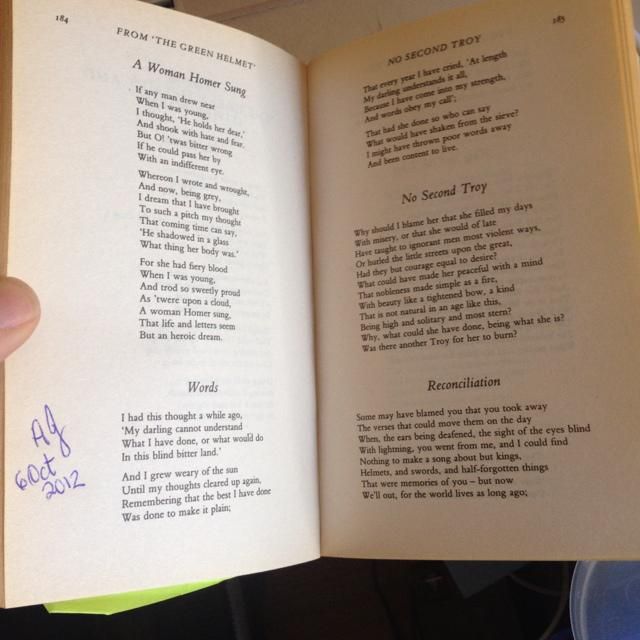 184
FROM 'THE GREEN HELMET'
A Woman Homer Sung
If any man drew near
When I was young,
I thought, 'He holds her dear,'
And shook with hate and fear.
But O! 'twas bitter wrong
If he could pass her by
With an indifferent eye.
Whereon I wrote and wrought,
And now, being grey,
I dream that I have brought
To such a pitch my thought
That coming time can say,
'He shadowed in a glass
What thing her body was.'
For she had fiery blood
When I was young,
And trod so sweetly proud
As 'twere upon a cloud,
A woman Homer sung,
That life and letters seem
But an heroic dream.
Words
I had this thought a while ago,
'My darling cannot understand
What I have done, or what would do
In this blind bitter land.'
And I grew weary of the sun
Until my thoughts cleared up again,
Remembering that the best I have done
Was done to make it plain;
AJ
6 Oct
2012
NO SECOND TROY
185
That every year I have cried, 'At length
My darling understands it all,
Because I have come into my strength,
And words obey my call';
That had she done so who can say
What would have shaken from the sieve?
I might have thrown poor words away
And been content to live.
No Second Troy
Why should I blame her that she filled my days
With misery, or that she would of late
Have taught to ignorant men most violent ways,
Or hurled the little streets upon the great,
Had they but courage equal to desire?
What could have made her peaceful with a mind
That nobleness made simple as a fire,
With beauty like a tightened bow, a kind
That is not natural in an age like this,
Being high and solitary and most stern?
Why, what could she have done, being what she is?
Was there another Troy for her to burn?
Reconciliation
Some may have blamed you that you took away
The verses that could move them on the day
When, the ears being deafened, the sight of the eyes blind
With lightning, you went from me, and I could find
Nothing to make a song about but kings,
Helmets, and swords, and half-forgotten things
That were memories of you – but now
We'll out, for the world lives as long ago;